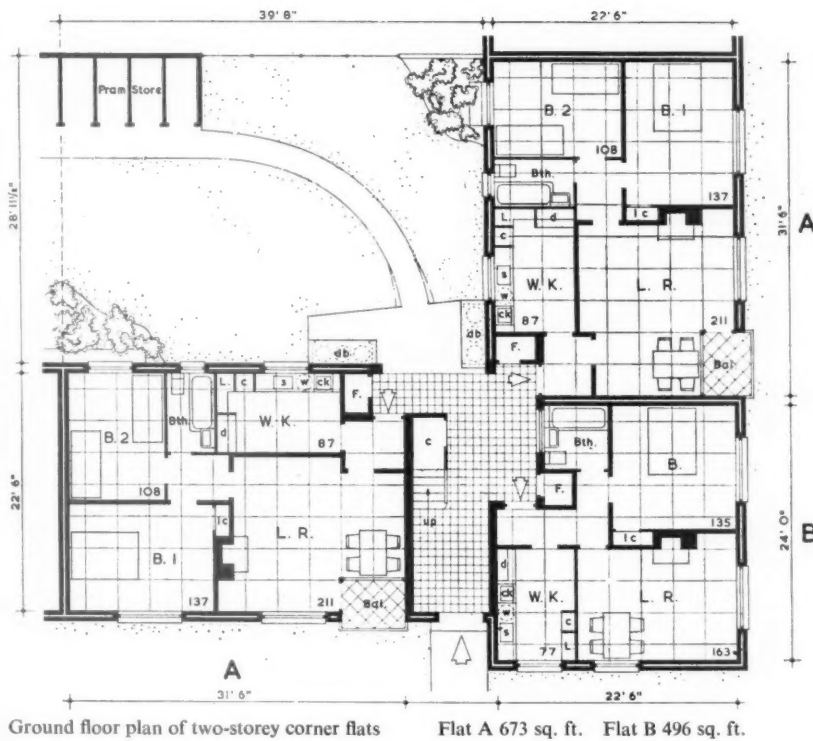 39' 8" 22' 6"
Pram Store
28' 11½"
B. 2 B. 1
108
Bth.
137
lc
L. d
c
31' 6"
A
s W. K. L. R.
w
ck 87 211
db
db F. Bal.
L. c s w ck F.
B. 2 Bth. W. K.
d 87
c Bth. B.
108
22' 6"
lc up F. 135
B
L. R. lc
24' 0"
B. 1 d
ck W. K. L. R.
137 211 Bal. w c
s
77 L. 163
A
31' 6" 22' 6"
Ground floor plan of two-storey corner flats Flat A 673 sq. ft. Flat B 496 sq. ft.